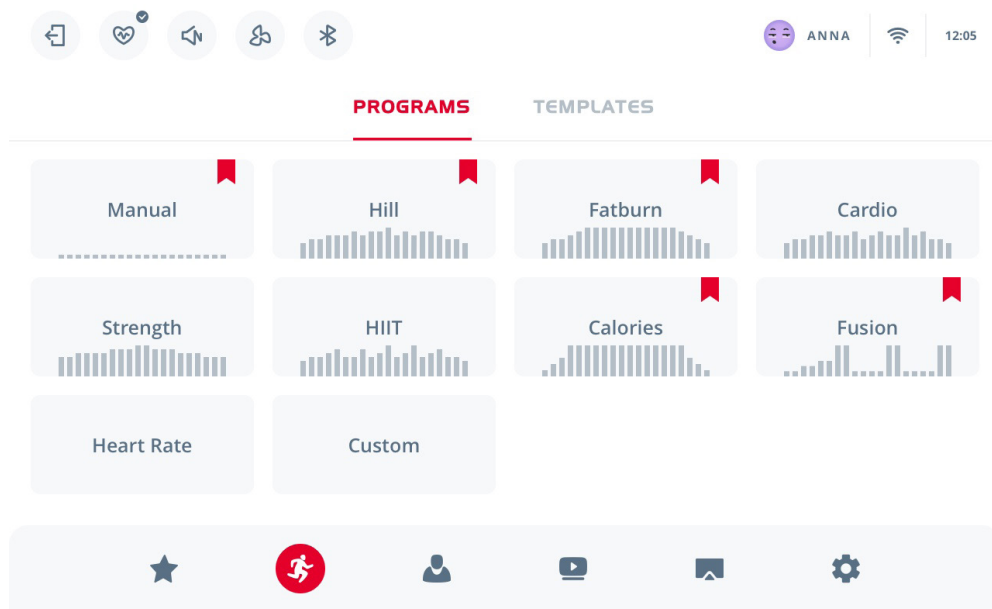 ANNA
12:05
PROGRAMS
TEMPLATES
Manual
Hill
Fatburn
Cardio
Strength
HIIT
Calories
Fusion
Heart Rate
Custom